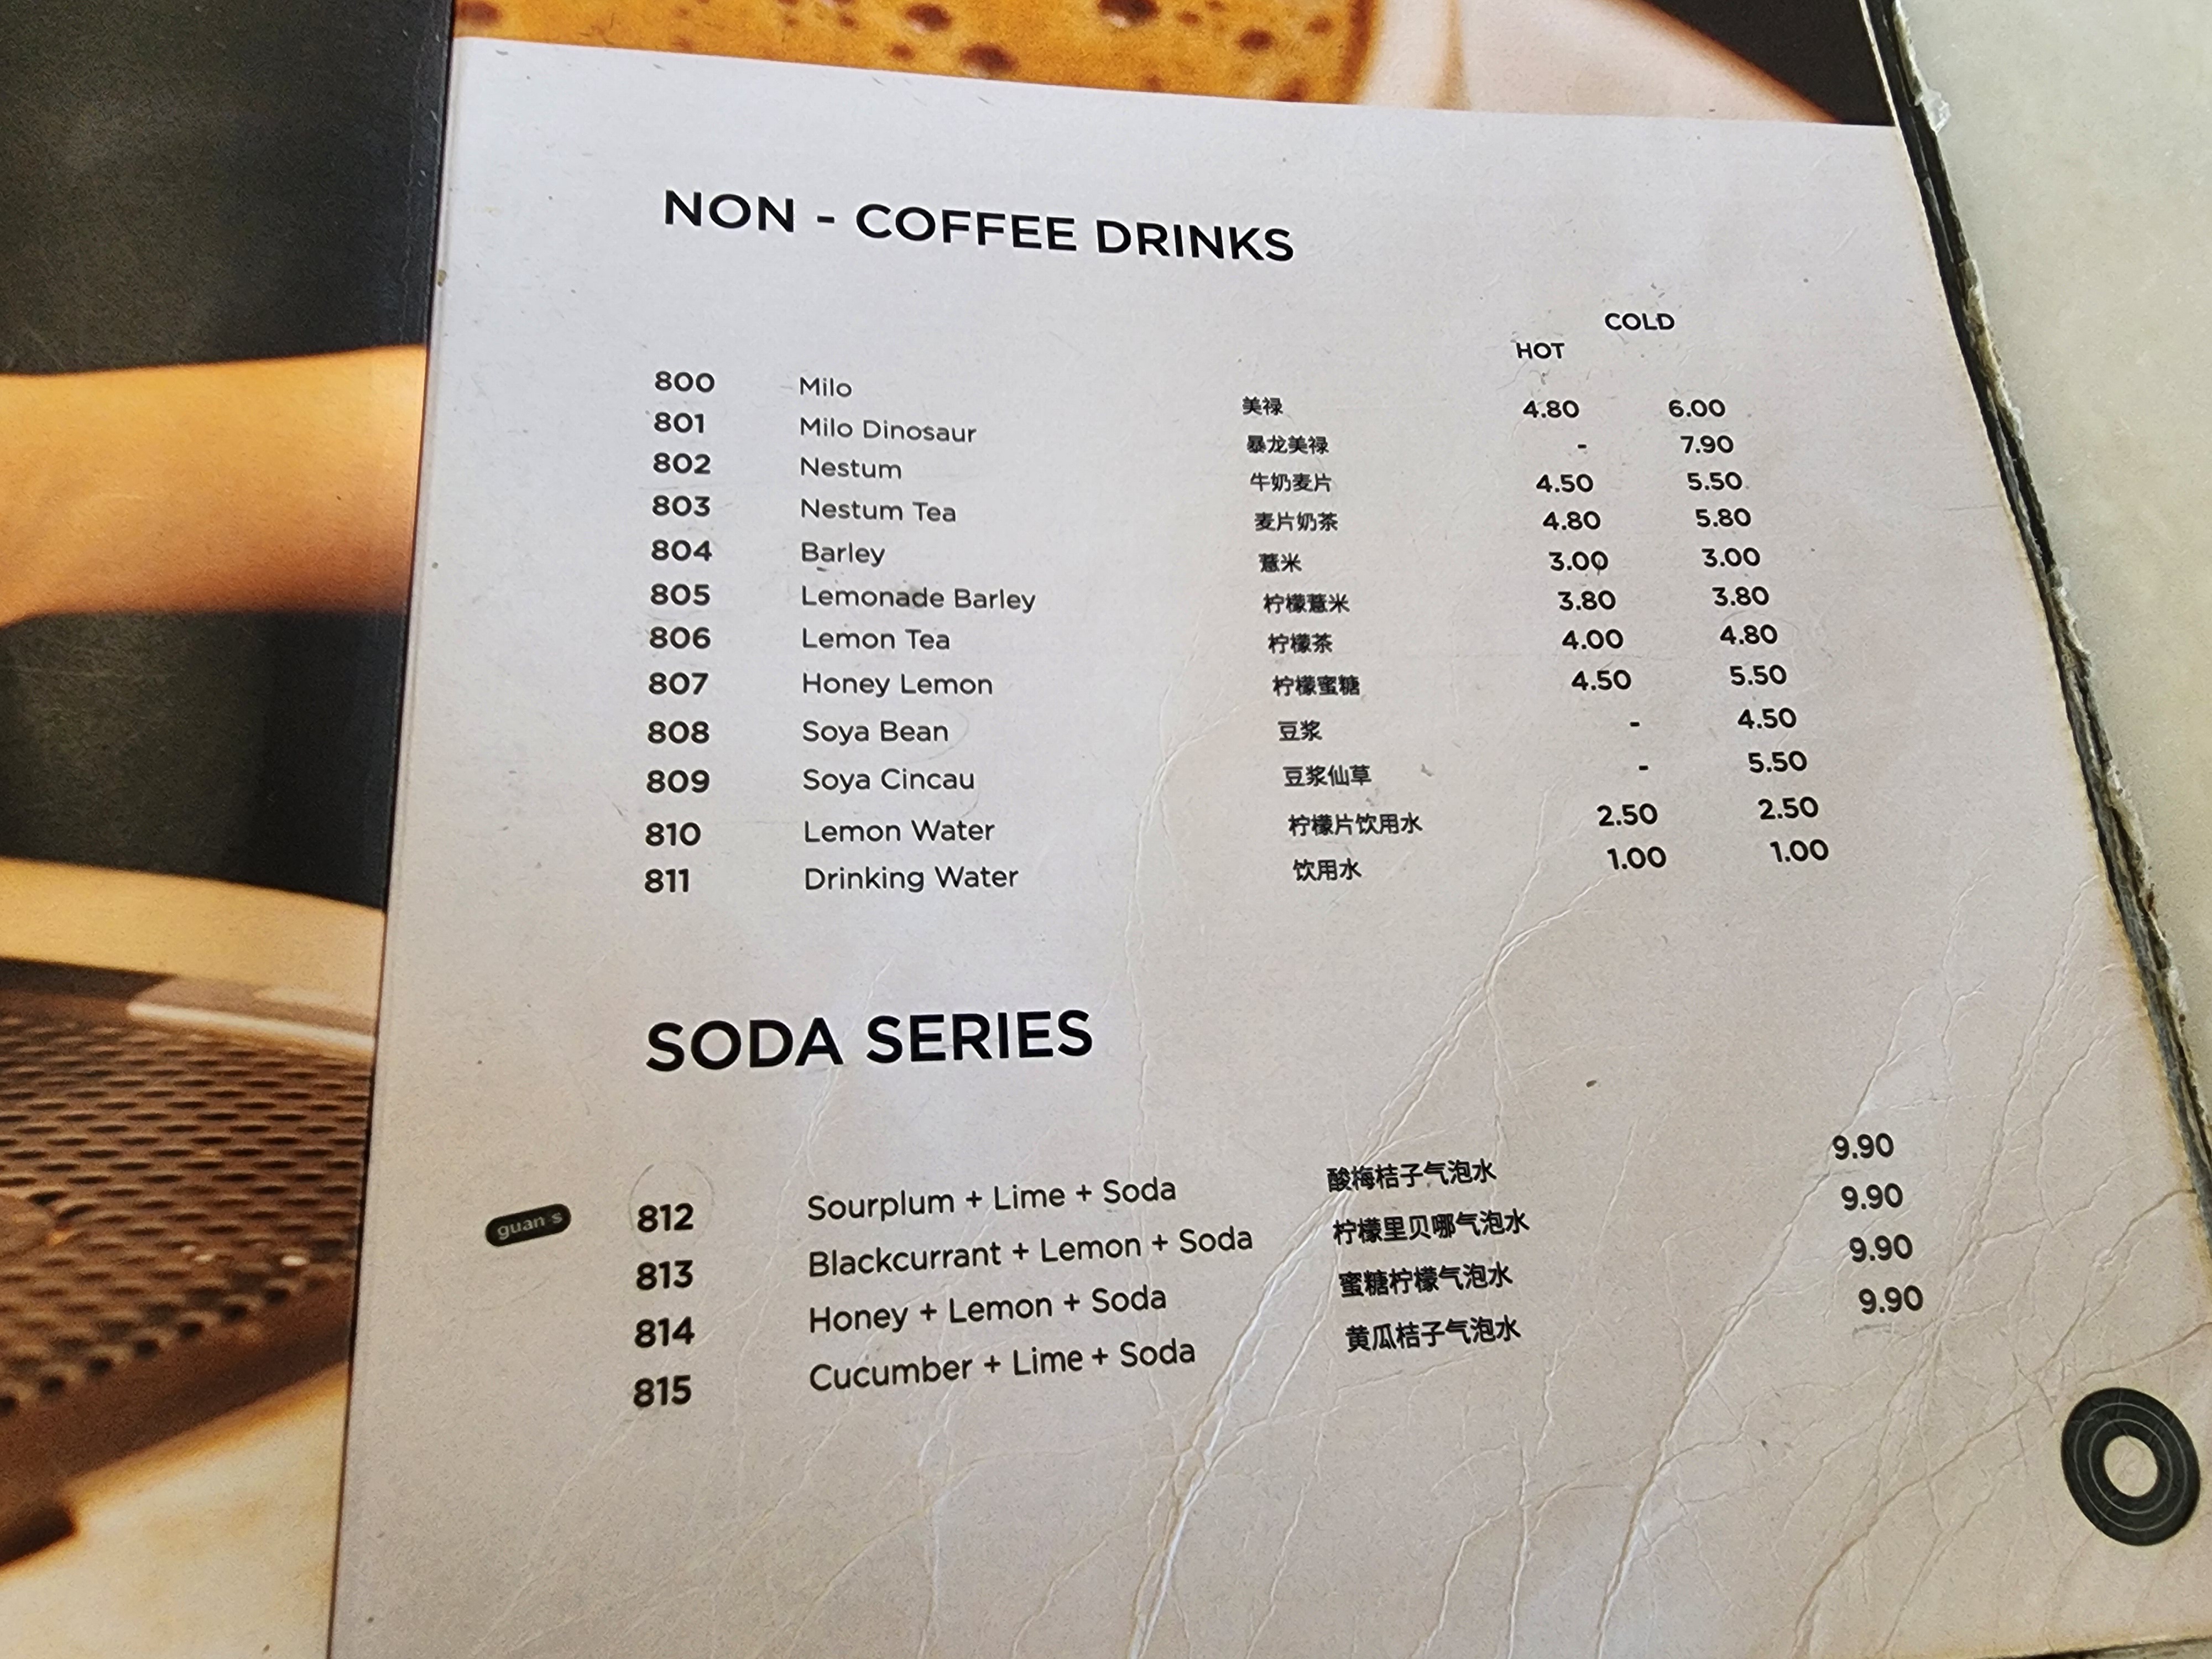 NON - COFFEE DRINKS
HOT COLD
800 Milo 美禄 4.80 6.00
801 Milo Dinosaur 暴龙美禄 - 7.90
802 Nestum 牛奶麦片 4.50 5.50
803 Nestum Tea 麦片奶茶 4.80 5.80
804 Barley 薏米 3.00 3.00
805 Lemonade Barley 柠檬薏米 3.80 3.80
806 Lemon Tea 柠檬茶 4.00 4.80
807 Honey Lemon 柠檬蜜糖 4.50 5.50
808 Soya Bean 豆浆 - 4.50
809 Soya Cincau 豆浆仙草 - 5.50
810 Lemon Water 柠檬片饮用水 2.50 2.50
811 Drinking Water 饮用水 1.00 1.00
SODA SERIES
guan's 812 Sourplum + Lime + Soda 酸梅桔子气泡水 9.90
813 Blackcurrant + Lemon + Soda 柠檬里贝哪气泡水 9.90
814 Honey + Lemon + Soda 蜜糖柠檬气泡水 9.90
815 Cucumber + Lime + Soda 黄瓜桔子气泡水 9.90